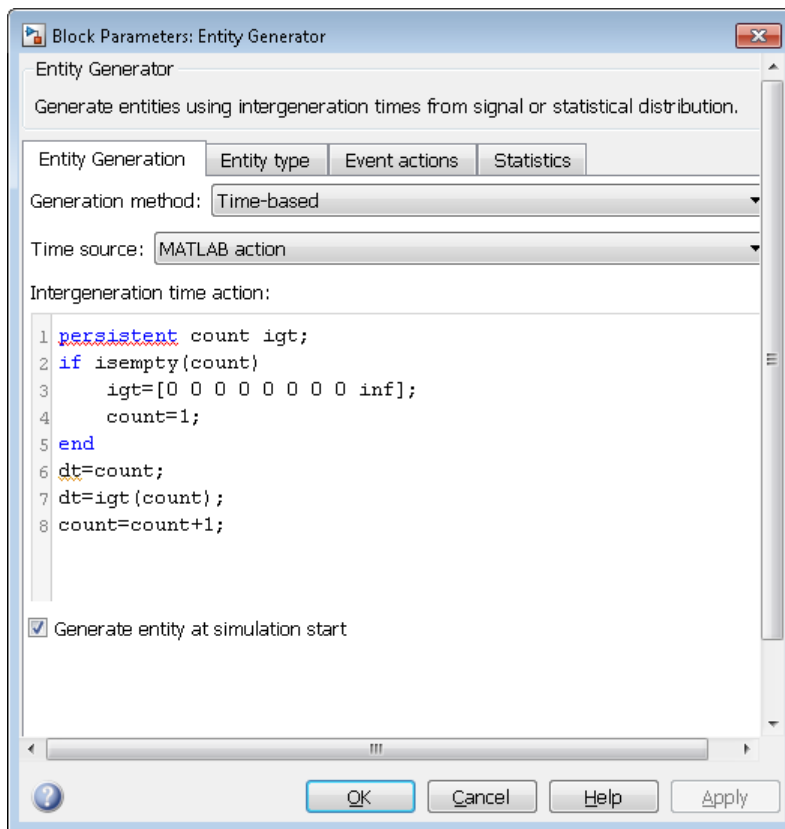 Block Parameters: Entity Generator
Entity Generator
Generate entities using intergeneration times from signal or statistical distribution.
Entity Generation Entity type Event actions Statistics
Generation method: Time-based
Time source: MATLAB action
Intergeneration time action:
1 persistent count igt;
2 if isempty(count)
3 igt=[0 0 0 0 0 0 0 0 inf];
4 count=1;
5 end
6 dt=count;
7 dt=igt(count);
8 count=count+1;
Generate entity at simulation start
OK Cancel Help Apply